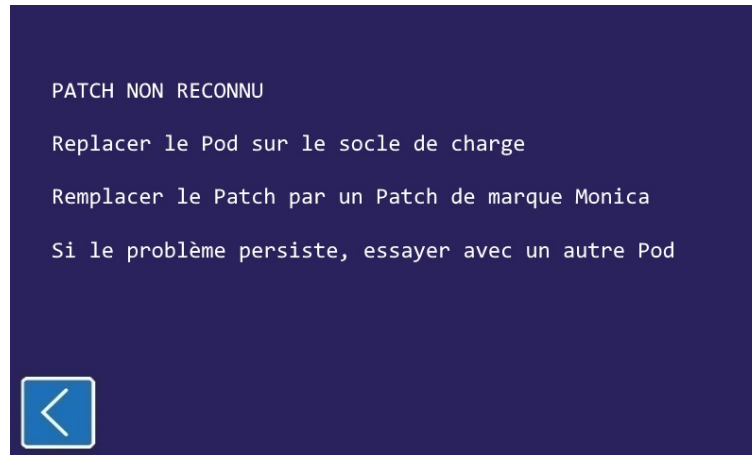 PATCH NON RECONNU
Replacer le Pod sur le socle de charge
Remplacer le Patch par un Patch de marque Monica
Si le problème persiste, essayer avec un autre Pod